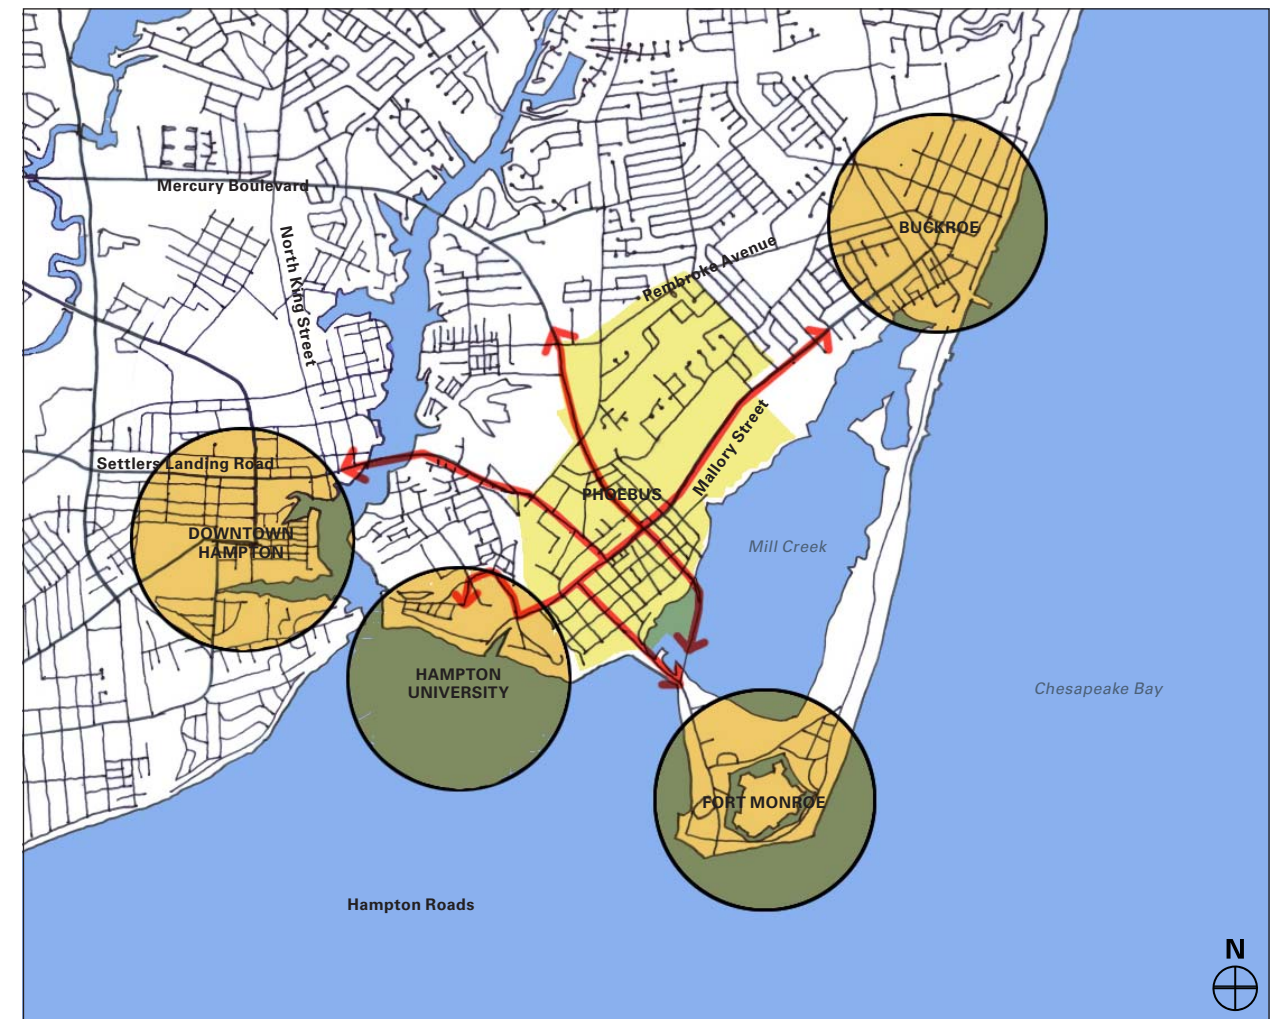 Mercury Boulevard
North King Street
Pembroke Avenue
BUCKROE
Mallory Street
Settlers Landing Road
PHOEBUS
DOWNTOWN
HAMPTON
Mill Creek
HAMPTON
UNIVERSITY
Chesapeake Bay
FORT MONROE
Hampton Roads
N